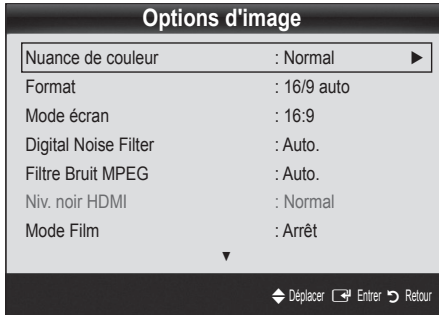 Options d'image
Nuance de couleur : Normal ►
Format : 16/9 auto
Mode écran : 16:9
Digital Noise Filter : Auto.
Filtre Bruit MPEG : Auto.
Niv. noir HDMI : Normal
Mode Film : Arrêt
▼
Déplacer Entrer Retour